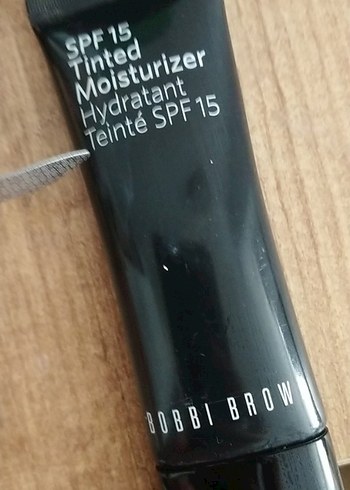 SPF 15
Tinted
Moisturizer
Hydratant
Teinté SPF 15
BOBBI BROW